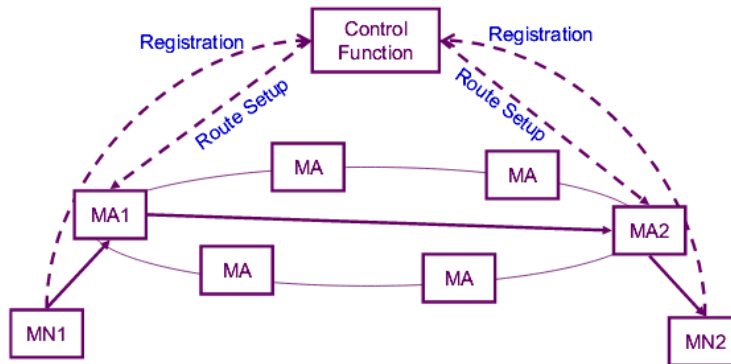 Registration
Control
Function
Registration
Route Setup
Route Setup
MA
MA
MA1
MA2
MA
MA
MN1
MN2